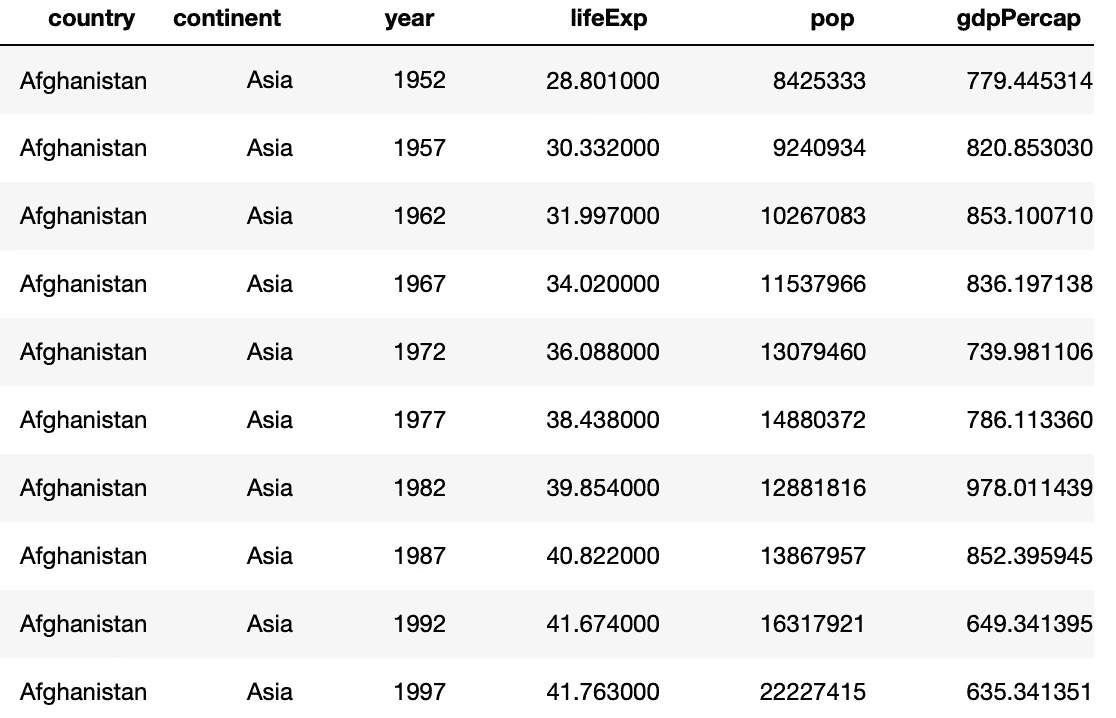 country continent year lifeExp pop gdpPercap
Afghanistan Asia 1952 28.801000 8425333 779.445314
Afghanistan Asia 1957 30.332000 9240934 820.853030
Afghanistan Asia 1962 31.997000 10267083 853.100710
Afghanistan Asia 1967 34.020000 11537966 836.197138
Afghanistan Asia 1972 36.088000 13079460 739.981106
Afghanistan Asia 1977 38.438000 14880372 786.113360
Afghanistan Asia 1982 39.854000 12881816 978.011439
Afghanistan Asia 1987 40.822000 13867957 852.395945
Afghanistan Asia 1992 41.674000 16317921 649.341395
Afghanistan Asia 1997 41.763000 22227415 635.341351